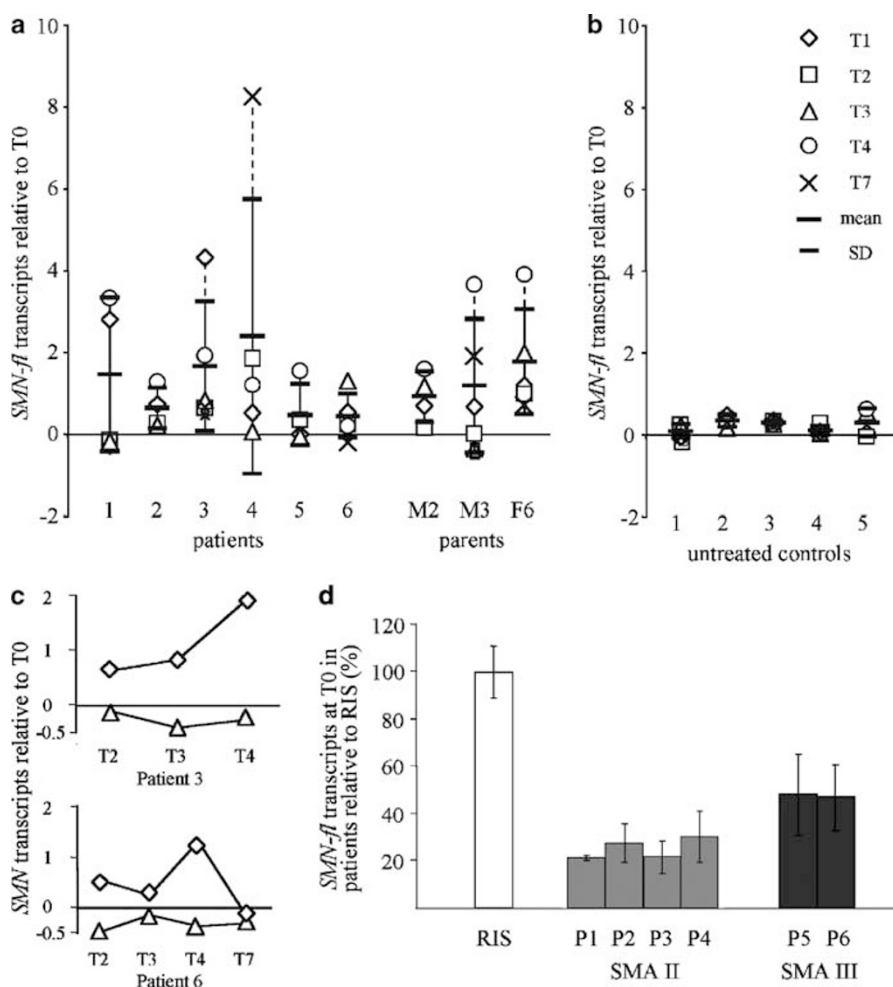 a
SMN-fl transcripts relative to T0
10
8
6
4
2
0
-2
1 2 3 4 5 6 M2 M3 F6
patients parents
b
SMN-fl transcripts relative to T0
10
8
6
4
2
0
-2
1 2 3 4 5
untreated controls
T1
T2
T3
T4
T7
mean
SD
c
SMN transcripts relative to T0
2
1
0
-0.5
T2 T3 T4
Patient 3
2
1
0
-0.5
T2 T3 T4 T7
Patient 6
d
SMN-fl transcripts at T0 in
patients relative to RIS (%)
120
100
80
60
40
20
RIS P1 P2 P3 P4 P5 P6
SMA II SMA III